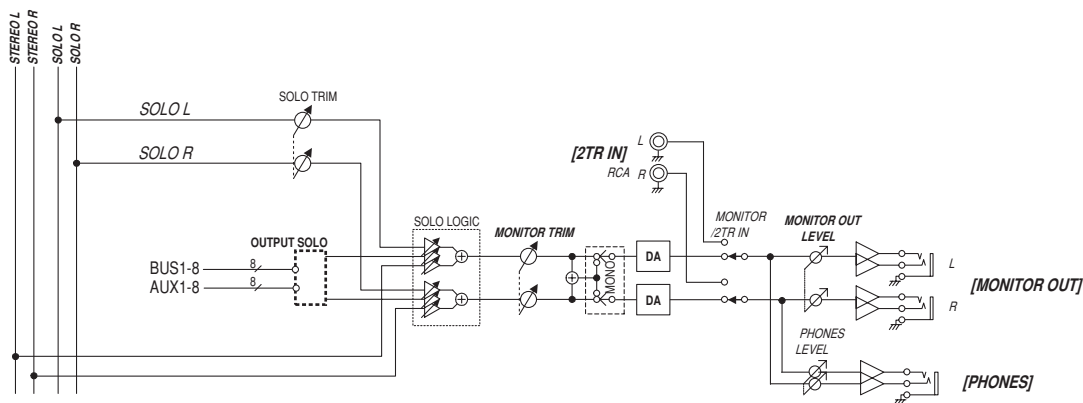 STEREO L
STEREO R
SOLO L
SOLO R
SOLO TRIM
SOLO L
SOLO R
[2TR IN]
L
RCA R
SOLO LOGIC
MONITOR TRIM
MONITOR
/2TR IN
MONITOR OUT
LEVEL
OUTPUT SOLO
BUS1-8
8
AUX1-8
8
MONO
DA
DA
L
[MONITOR OUT]
R
PHONES
LEVEL
[PHONES]